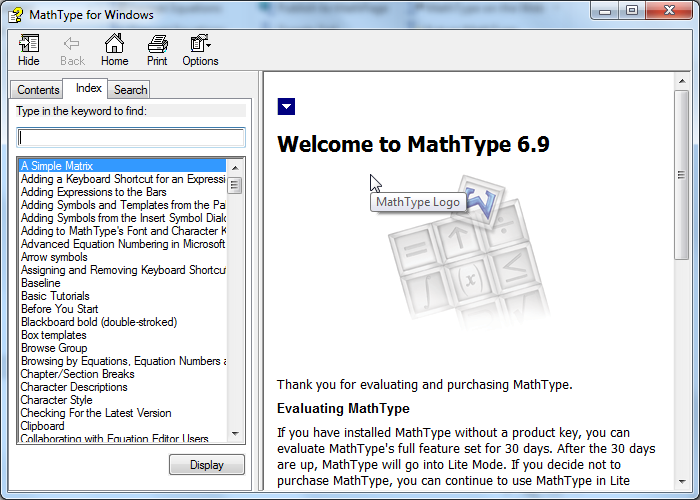 MathType for Windows
Hide Back Home Print Options
Contents Index Search
Type in the keyword to find:
A Simple Matrix
Adding a Keyboard Shortcut for an Expressi
Adding Expressions to the Bars
Adding Symbols and Templates from the Pa
Adding Symbols from the Insert Symbol Dialo
Adding to MathType's Font and Character K
Advanced Equation Numbering in Microsoft
Arrow symbols
Assigning and Removing Keyboard Shortcut
Baseline
Basic Tutorials
Before You Start
Blackboard bold (double-stroked)
Box templates
Browse Group
Browsing by Equations, Equation Numbers a
Chapter/Section Breaks
Character Descriptions
Character Style
Checking For the Latest Version
Clipboard
Collaborating with Equation Editor Users
Display
Welcome to MathType 6.9
MathType Logo
Thank you for evaluating and purchasing MathType.
Evaluating MathType
If you have installed MathType without a product key, you can
evaluate MathType's full feature set for 30 days. After the 30 days
are up, MathType will go into Lite Mode. If you decide not to
purchase MathType, you can continue to use MathType in Lite